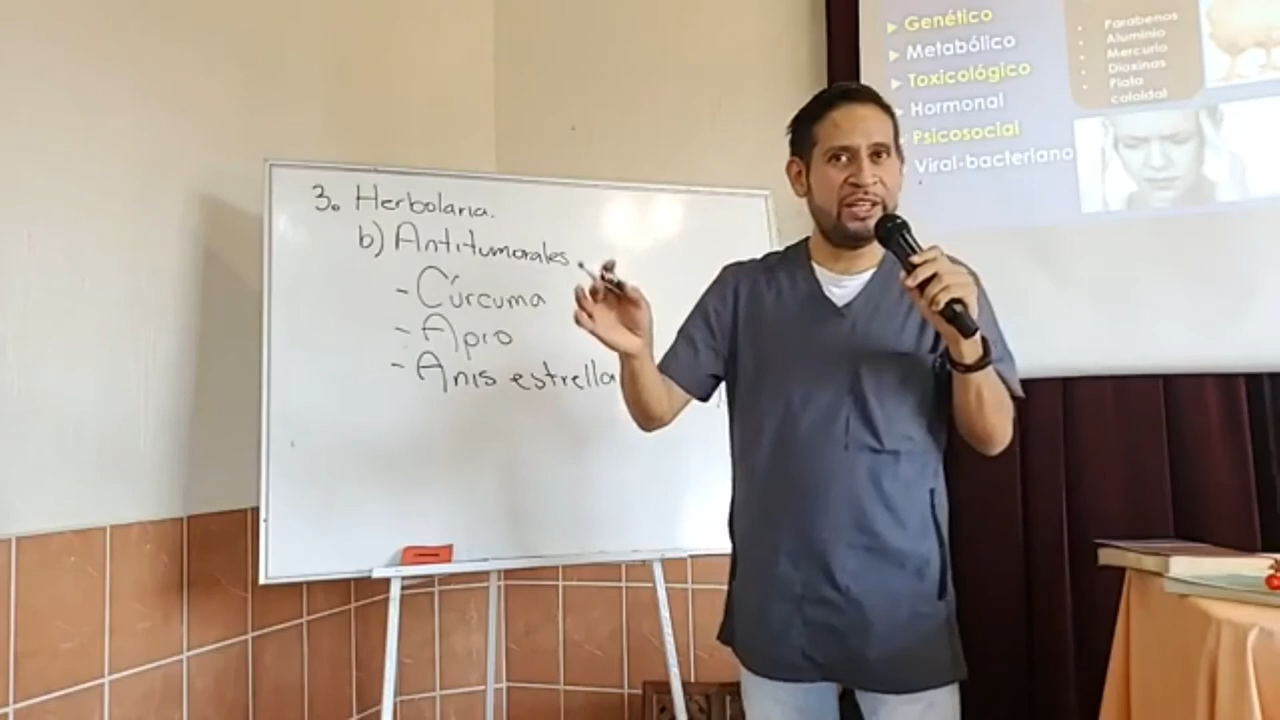 3. Herbolaria.
b) Antitumorales
- Cúrcuma
- Apio
- Anis estrella
Genético
Metabólico
Toxicológico
Hormonal
Psicosocial
Viral-bacteriano
• Parabenos
• Aluminio
• Mercurio
• Dioxinas
• Plata
coloidal